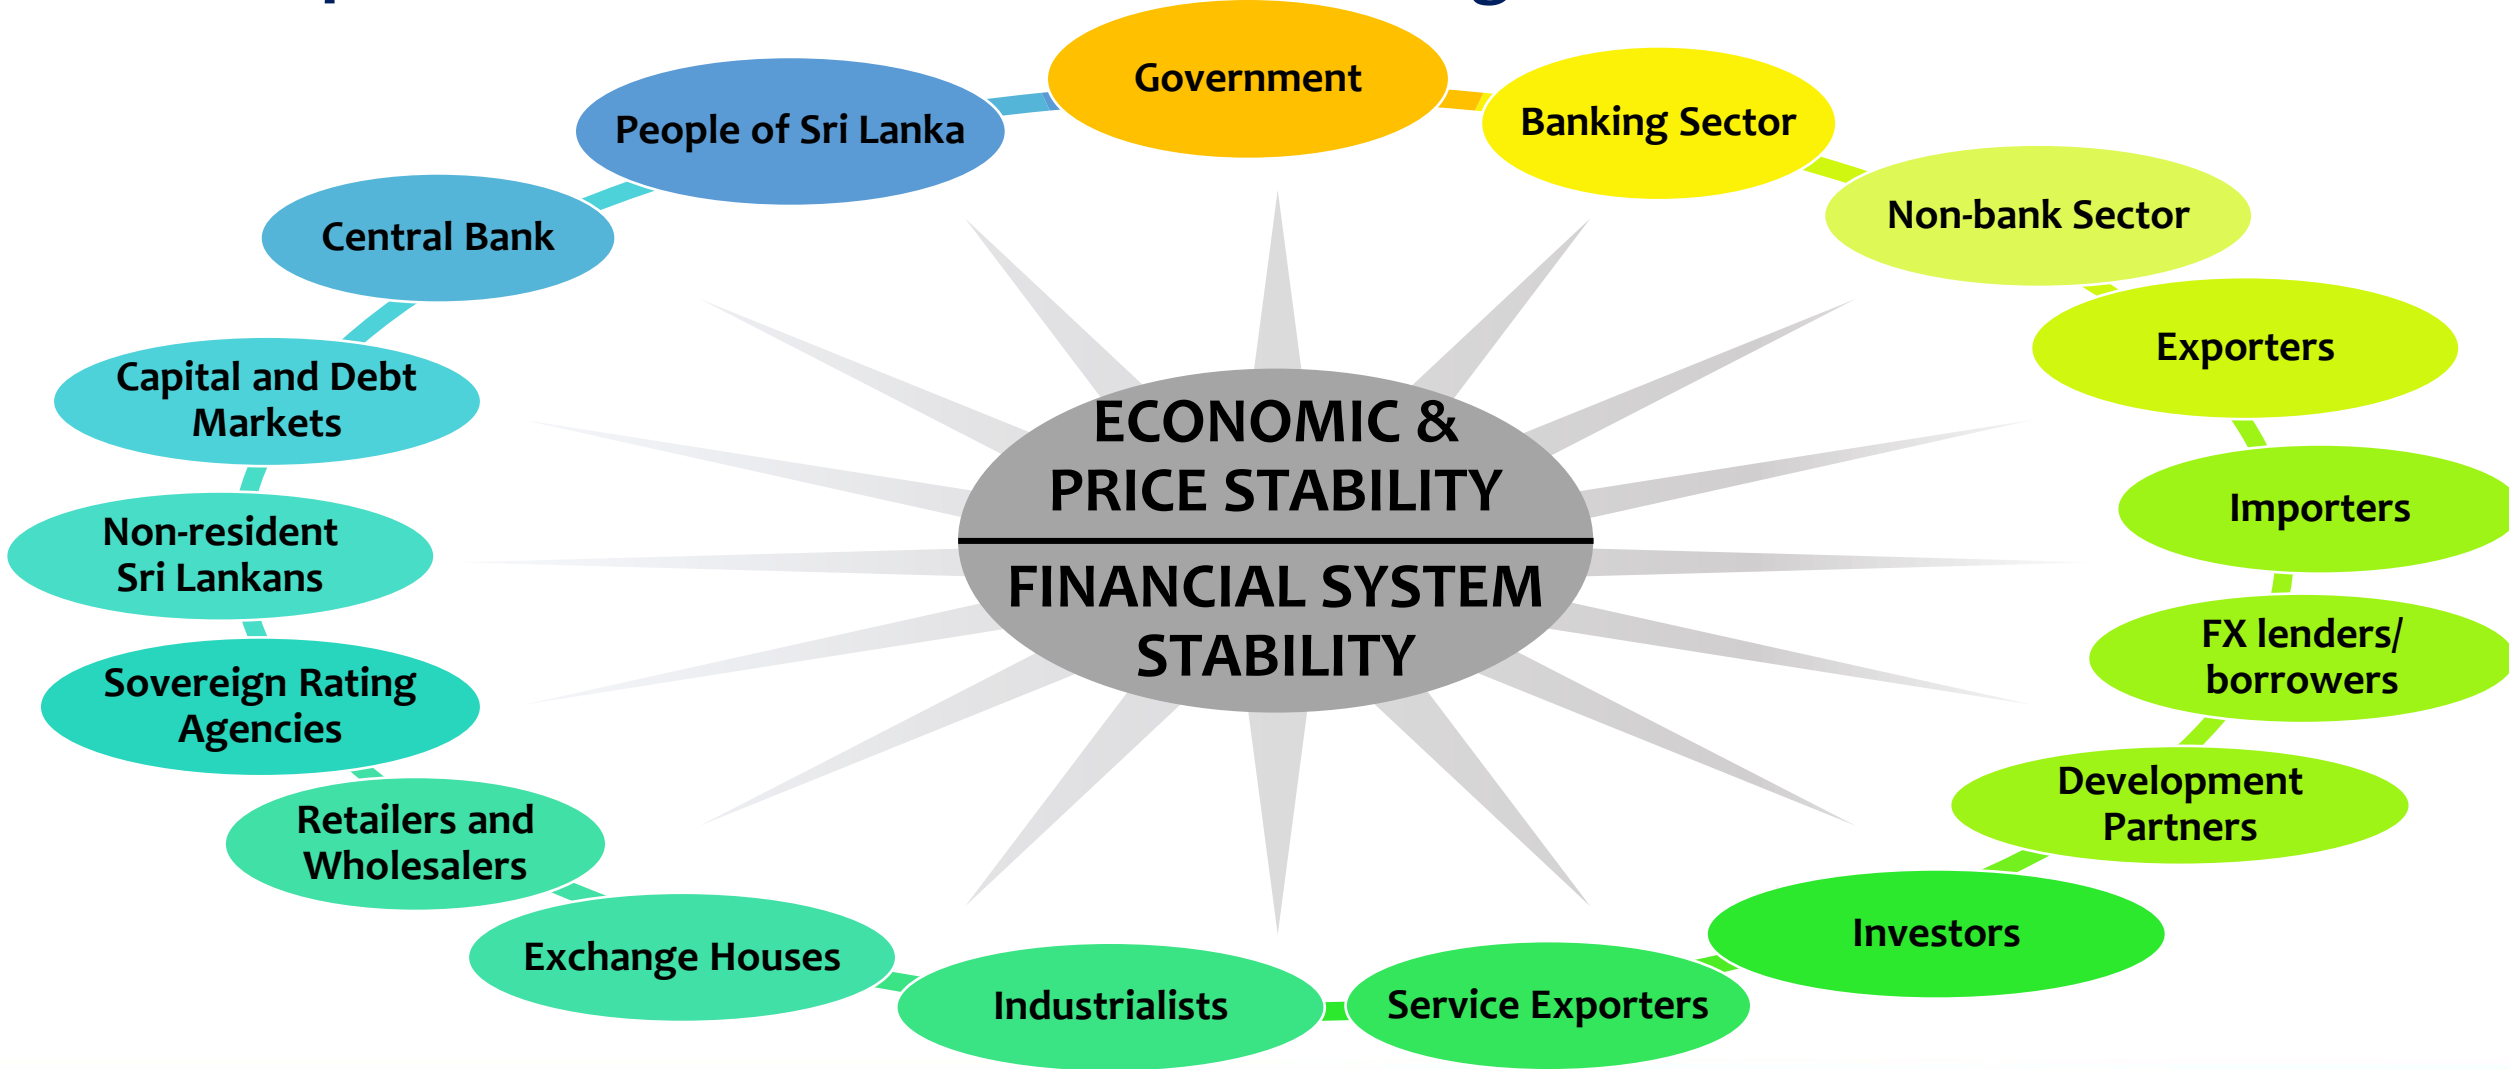 Government
Banking Sector
Non-bank Sector
Exporters
Importers
FX lenders/
borrowers
Development
Partners
Investors
Service Exporters
Industrialists
Exchange Houses
Retailers and
Wholesalers
Sovereign Rating
Agencies
Non-resident
Sri Lankans
Capital and Debt
Markets
Central Bank
People of Sri Lanka
ECONOMIC &
PRICE STABILITY
FINANCIAL SYSTEM
STABILITY